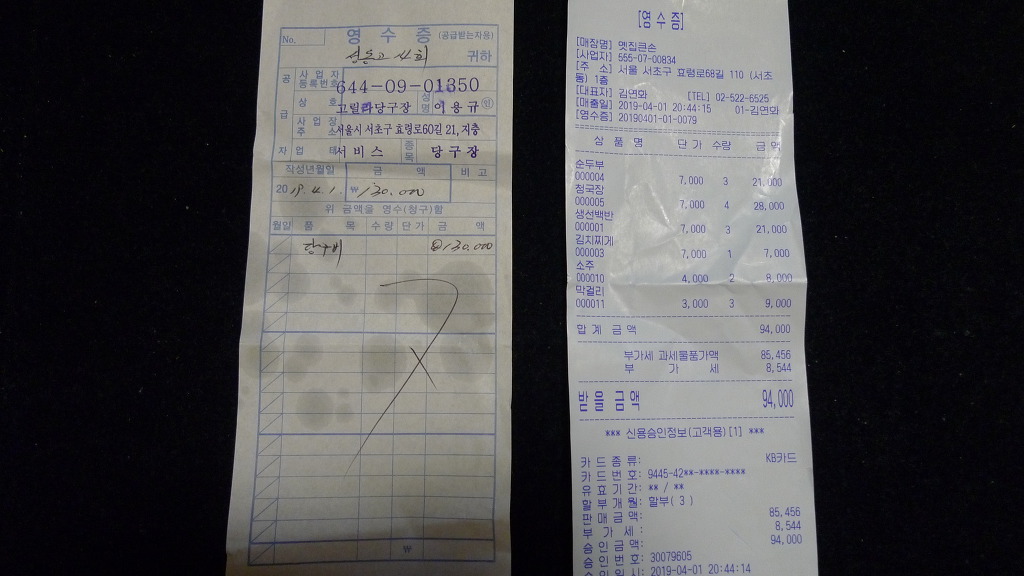 No.
영 수 증 (공급받는자용)
귀하
공 급 자
사업자 등록번호 644-09-01350
상 호 고릴라당구장 성명 이용규 ㊞
사업장 주소 서울시 서초구 효령로60길 21, 지층
업태 서비스 종목 당구장
작성년월일 금 액 비 고
2019. 4. 1. ₩ 130.000
위 금액을 영수(청구)함
월일 품 목 수량 단가 금 액
당구비 ₩130.000
₩
[영수증]
[매장명] 옛집큰손
[사업자] 555-07-00834
[주 소] 서울 서초구 효령로68길 110 (서초
동) 1층
[대표자] 김연화 [TEL] 02-522-6525
[매출일] 2019-04-01 20:44:15 01-김연화
[영수증] 20190401-01-0079
상 품 명 단 가 수량 금 액
순두부
000004 7,000 3 21,000
청국장
000005 7,000 4 28,000
생선백반
000001 7,000 3 21,000
김치찌게
000003 7,000 1 7,000
소주
000010 4,000 2 8,000
막걸리
000011 3,000 3 9,000
합 계 금 액 94,000
부가세 과세물품가액 85,456
부 가 세 8,544
받을 금액 94,000
*** 신용승인정보(고객용)[1] ***
카 드 종 류: KB카드
카 드 번 호: 9445-42**-****-****
유 효 기 간: ** / **
할 부 개 월: 할부( 3 )
판 매 금 액: 85,456
부 가 세 : 8,544
승 인 금 액: 94,000
승 인 번 호: 30079605
승 인 일 시: 2019-04-01 20:44:14